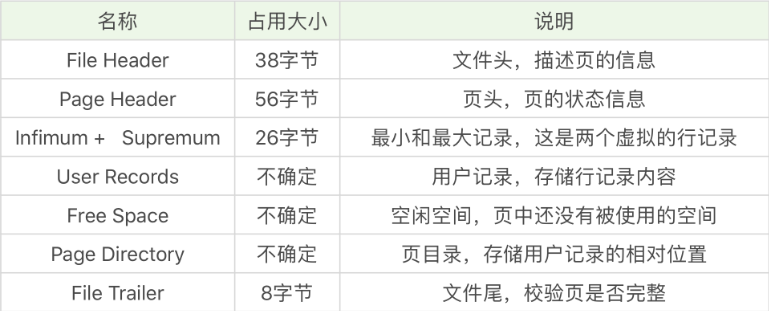 名称 占用大小 说明
File Header 38字节 文件头，描述页的信息
Page Header 56字节 页头，页的状态信息
Infimum + Supremum 26字节 最小和最大记录，这是两个虚拟的行记录
User Records 不确定 用户记录，存储行记录内容
Free Space 不确定 空闲空间，页中还没有被使用的空间
Page Directory 不确定 页目录，存储用户记录的相对位置
File Trailer 8字节 文件尾，校验页是否完整